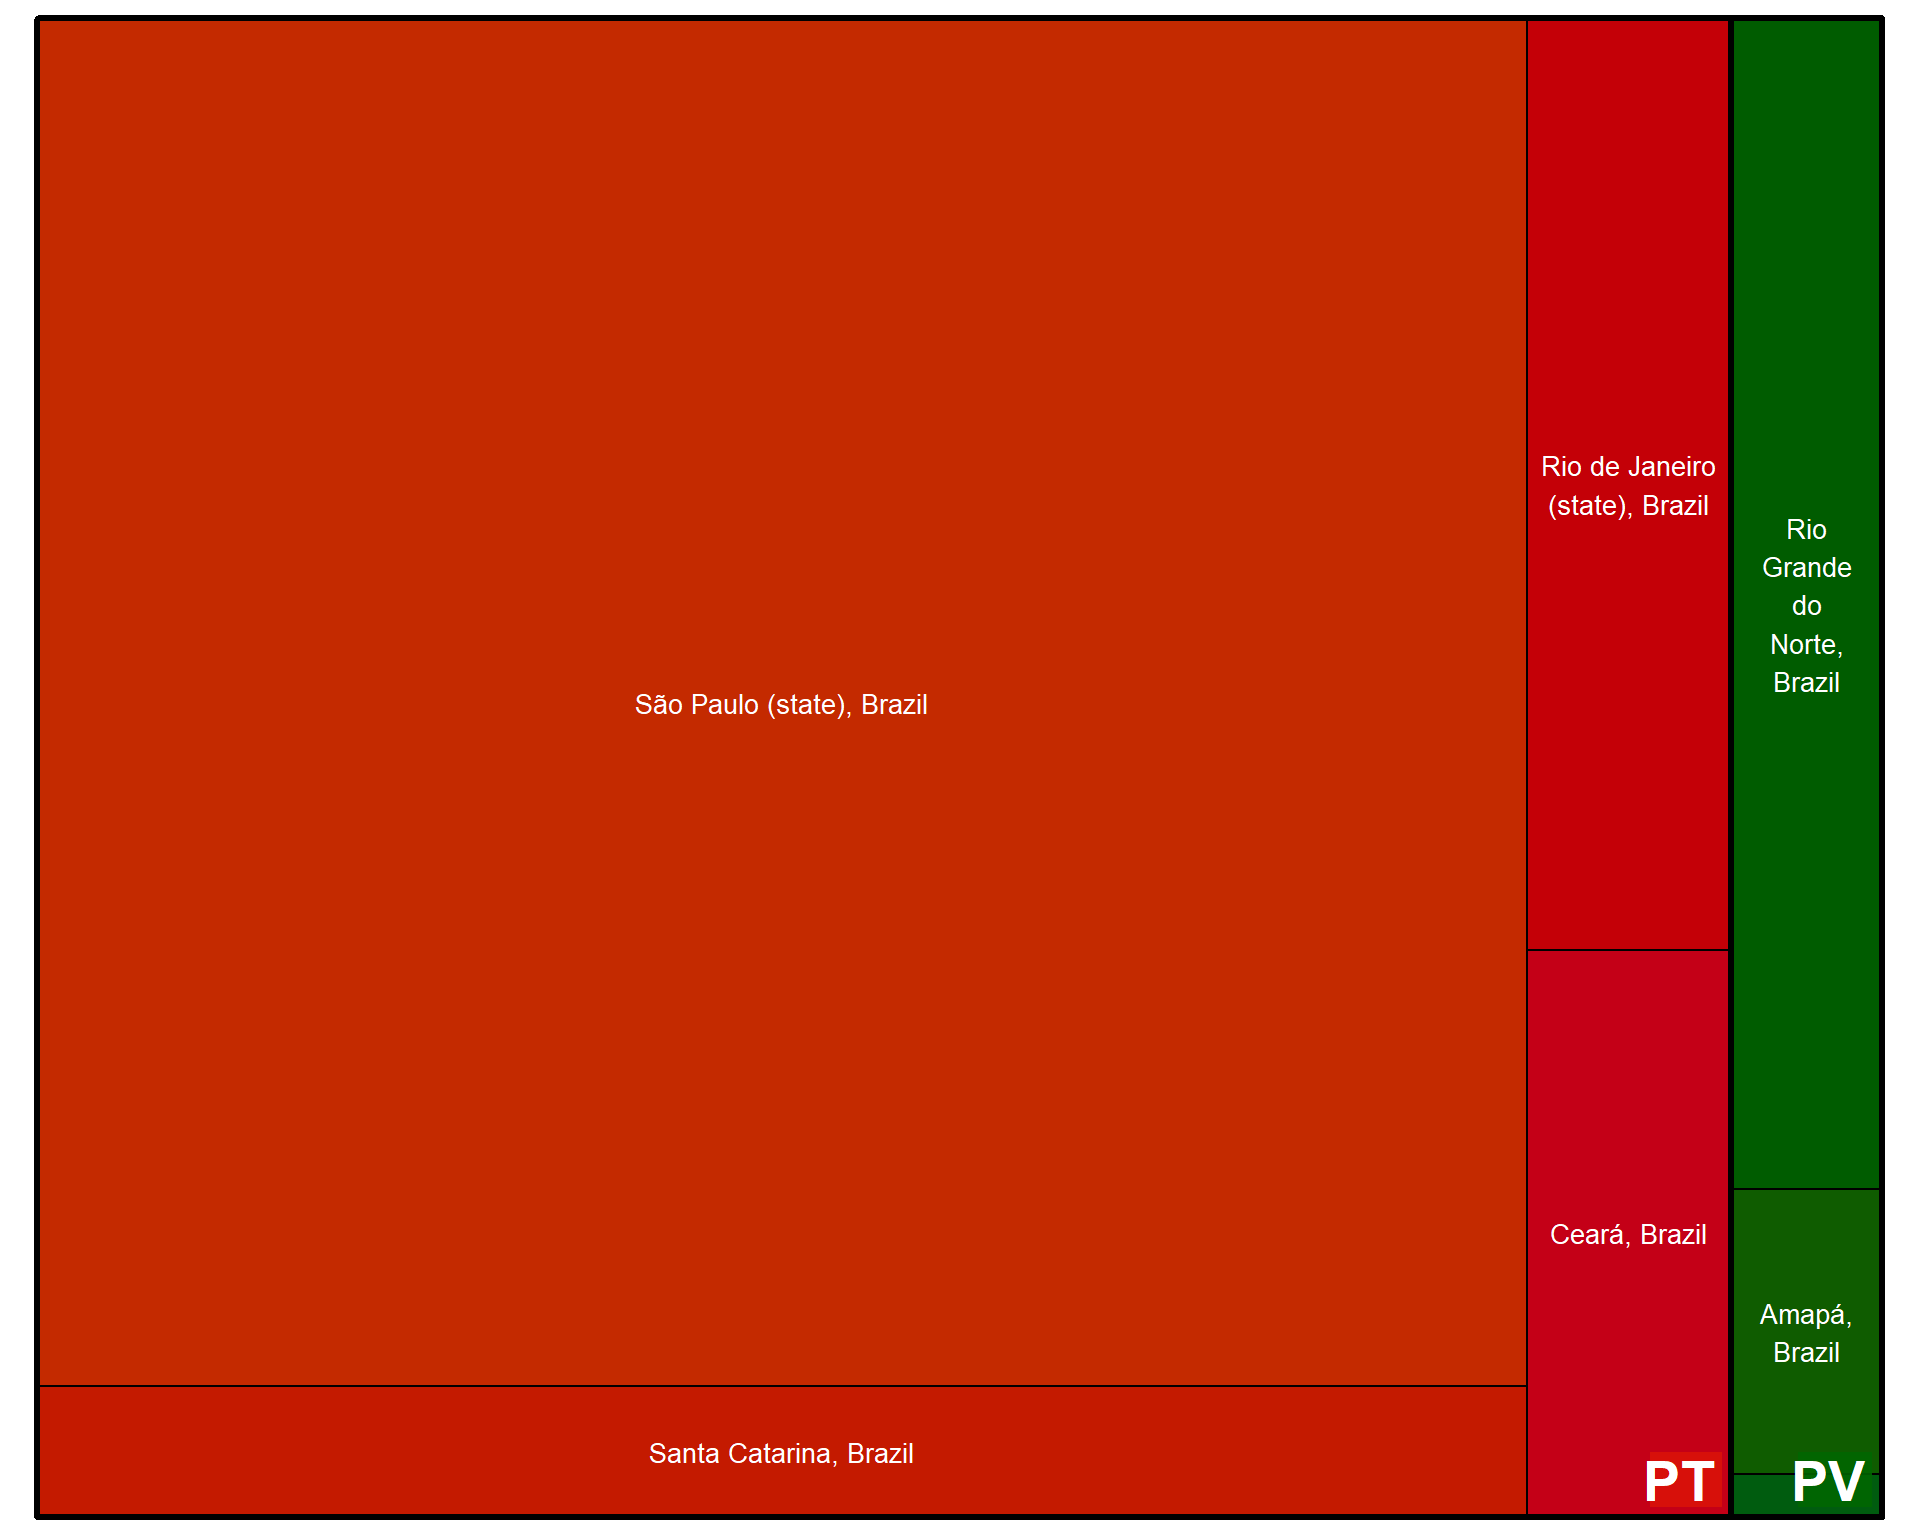 São Paulo (state), Brazil
Santa Catarina, Brazil
Rio de Janeiro
(state), Brazil
Ceará, Brazil
PT
Rio
Grande
do
Norte,
Brazil
Amapá,
Brazil
PV